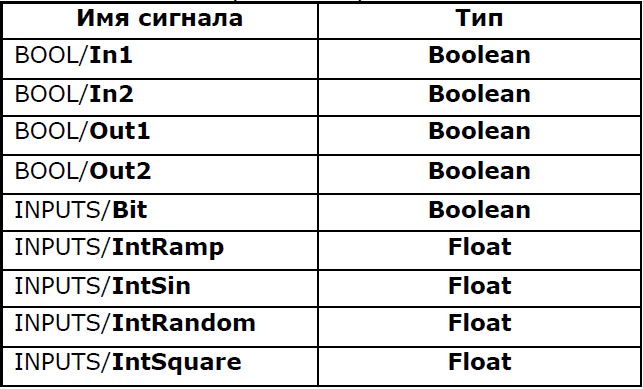 Имя сигнала Тип
BOOL/In1 Boolean
BOOL/In2 Boolean
BOOL/Out1 Boolean
BOOL/Out2 Boolean
INPUTS/Bit Boolean
INPUTS/IntRamp Float
INPUTS/IntSin Float
INPUTS/IntRandom Float
INPUTS/IntSquare Float